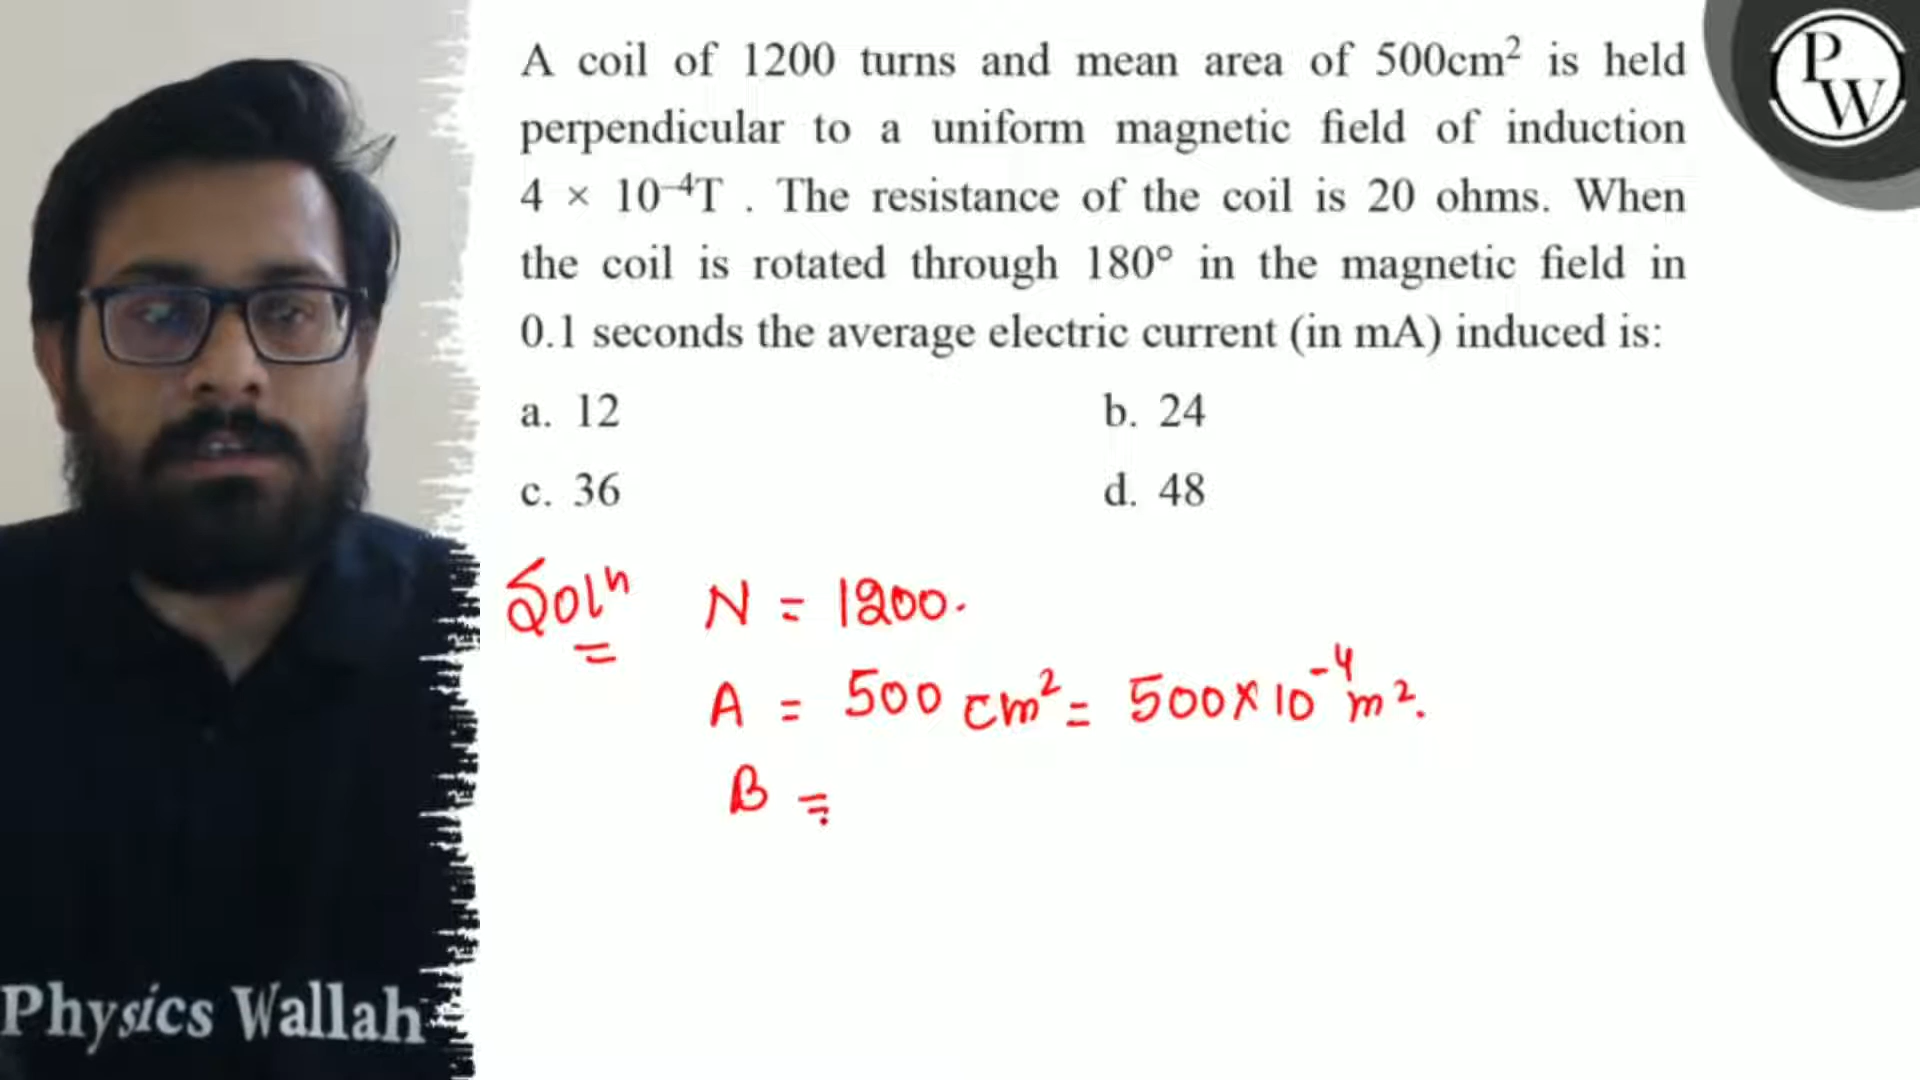 A coil of 1200 turns and mean area of 500cm² is held
perpendicular to a uniform magnetic field of induction
4 × 10⁻⁴T . The resistance of the coil is 20 ohms. When
the coil is rotated through 180° in the magnetic field in
0.1 seconds the average electric current (in mA) induced is:
a. 12 b. 24
c. 36 d. 48
Solⁿ N = 1200.
A = 500 cm² = 500×10⁻⁴m².
B =
PW
Physics Wallah